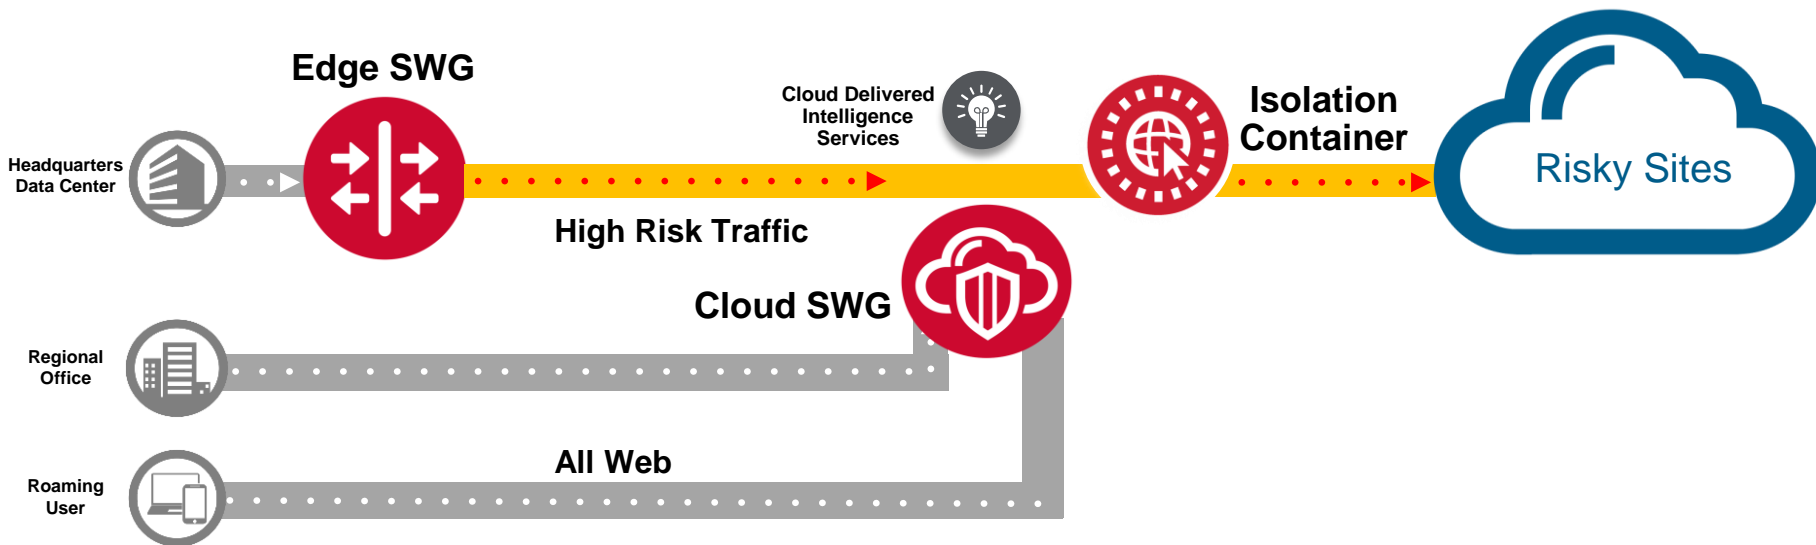 Edge SWG
Cloud Delivered
Intelligence
Services
Isolation
Container
Headquarters
Data Center
Risky Sites
High Risk Traffic
Cloud SWG
Regional
Office
All Web
Roaming
User